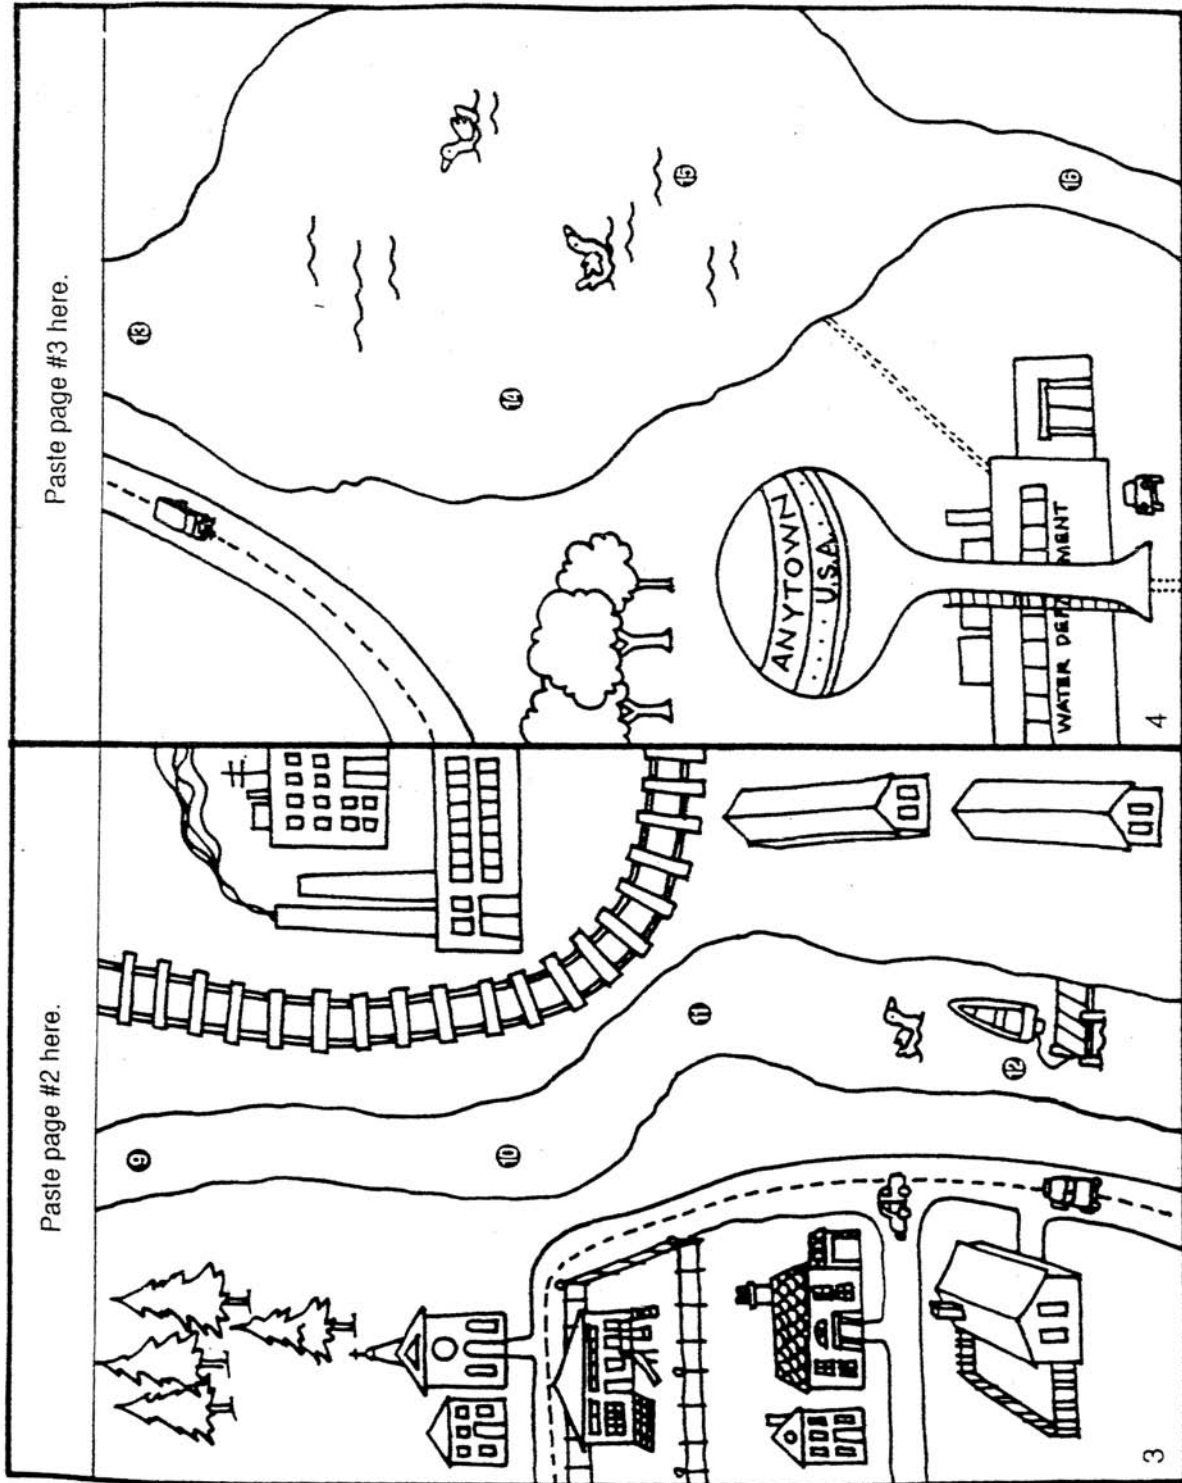 Paste page #2 here.
9
10
11
12
3
Paste page #3 here.
13
14
15
16
ANYTOWN
U.S.A.
WATER DEPARTMENT
4